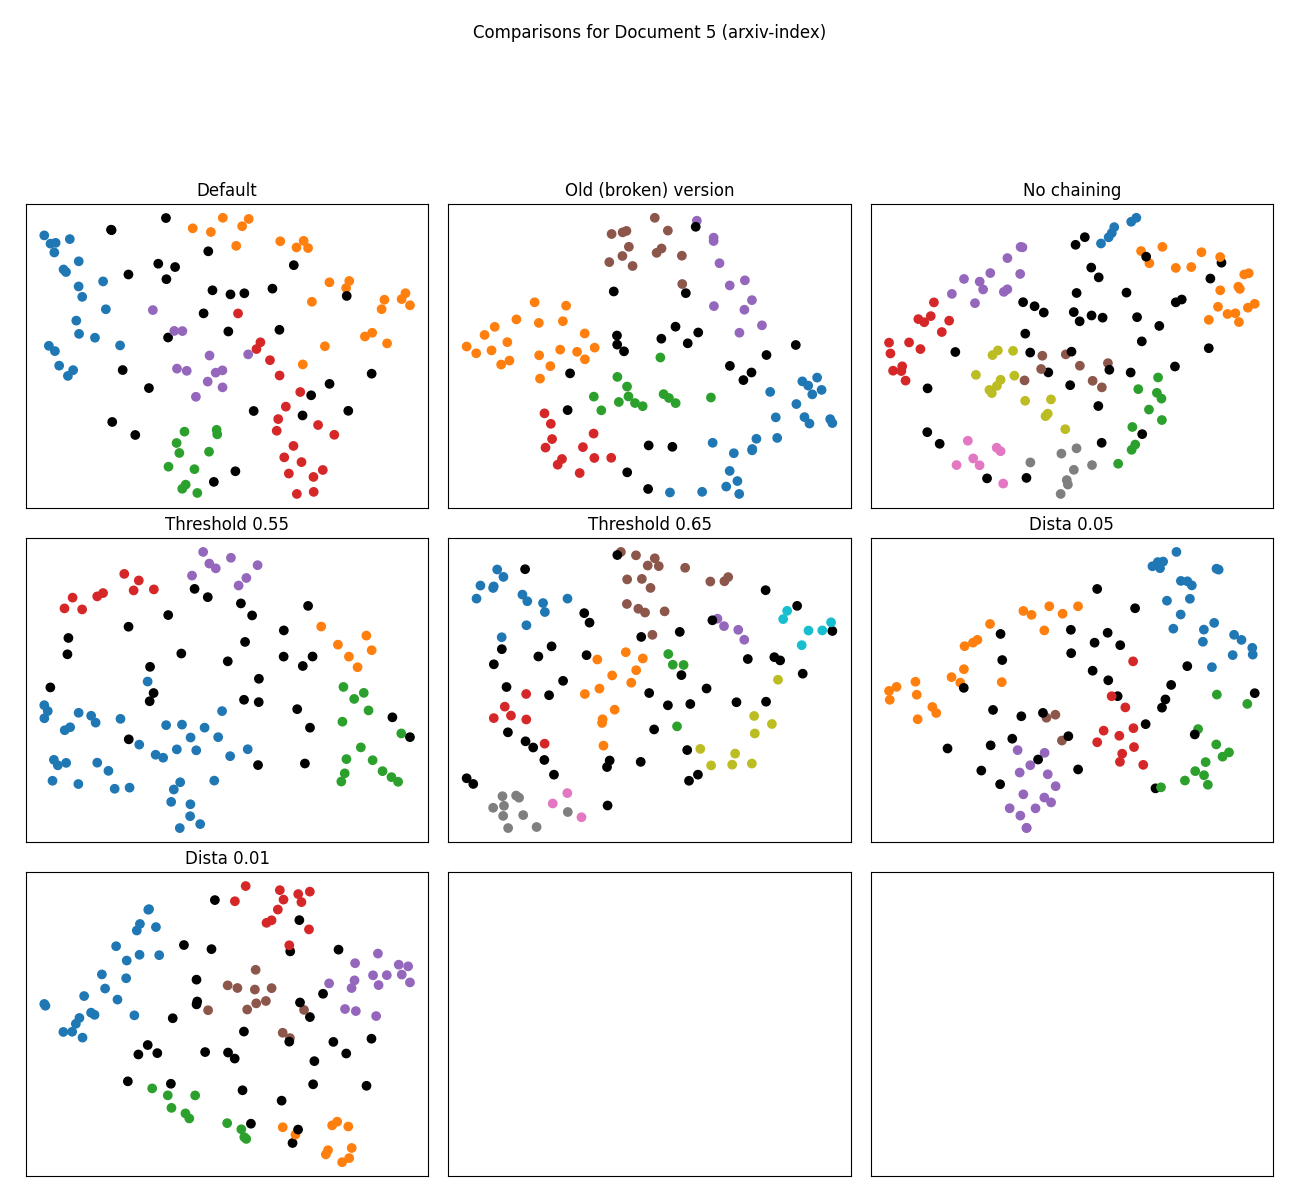 Comparisons for Document 5 (arxiv-index)
Default
Old (broken) version
No chaining
Threshold 0.55
Threshold 0.65
Dista 0.05
Dista 0.01